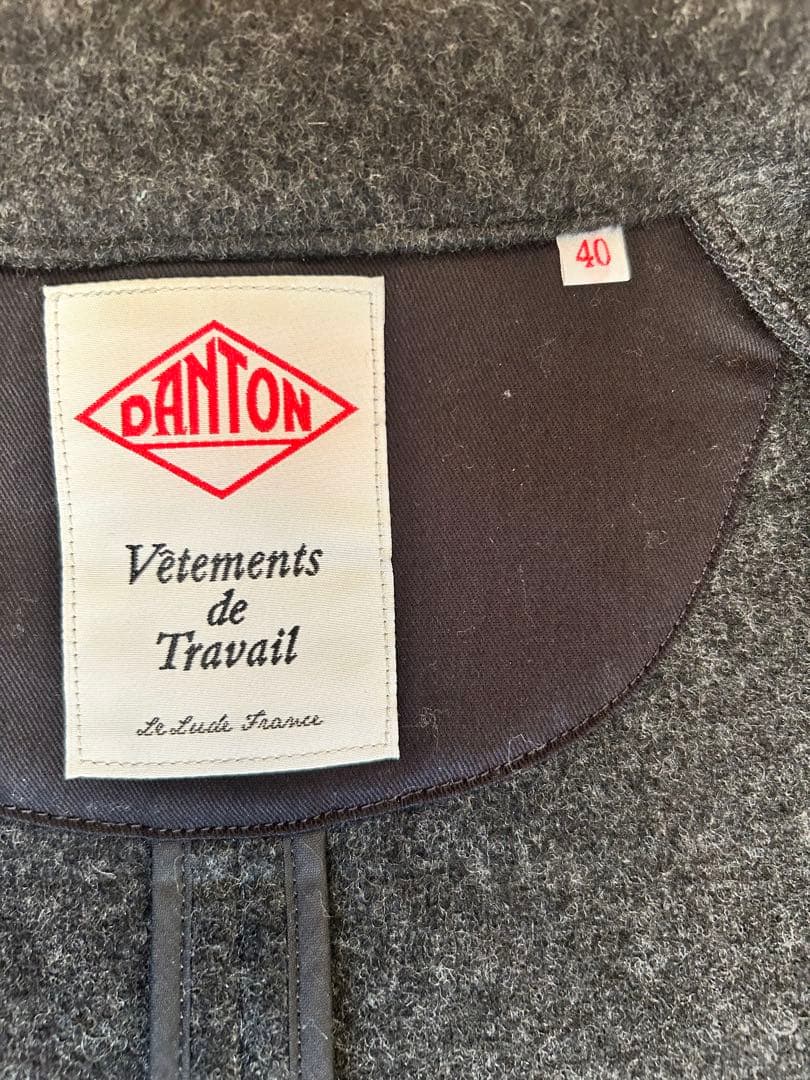 40
DANTON
Vêtements
de
Travail
Le Lude France